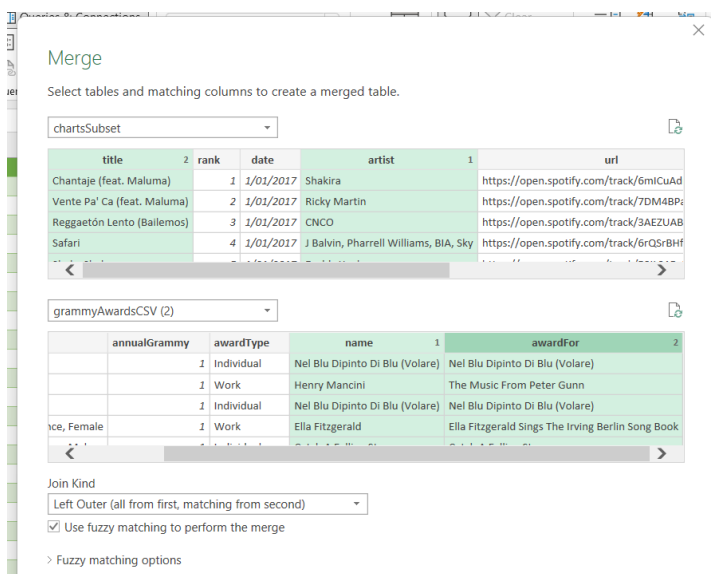 Queries & Connections
Merge
Select tables and matching columns to create a merged table.
chartsSubset
title 2 rank date artist 1 url
Chantaje (feat. Maluma) 1 1/01/2017 Shakira https://open.spotify.com/track/6mICuAd
Vente Pa' Ca (feat. Maluma) 2 1/01/2017 Ricky Martin https://open.spotify.com/track/7DM4BPa
Reggaetón Lento (Bailemos) 3 1/01/2017 CNCO https://open.spotify.com/track/3AEZUAB
Safari 4 1/01/2017 J Balvin, Pharrell Williams, BIA, Sky https://open.spotify.com/track/6rQSrBHf
grammyAwardsCSV (2)
annualGrammy awardType name 1 awardFor 2
1 Individual Nel Blu Dipinto Di Blu (Volare) Nel Blu Dipinto Di Blu (Volare)
1 Work Henry Mancini The Music From Peter Gunn
1 Individual Nel Blu Dipinto Di Blu (Volare) Nel Blu Dipinto Di Blu (Volare)
nce, Female 1 Work Ella Fitzgerald Ella Fitzgerald Sings The Irving Berlin Song Book
Join Kind
Left Outer (all from first, matching from second)
Use fuzzy matching to perform the merge
Fuzzy matching options